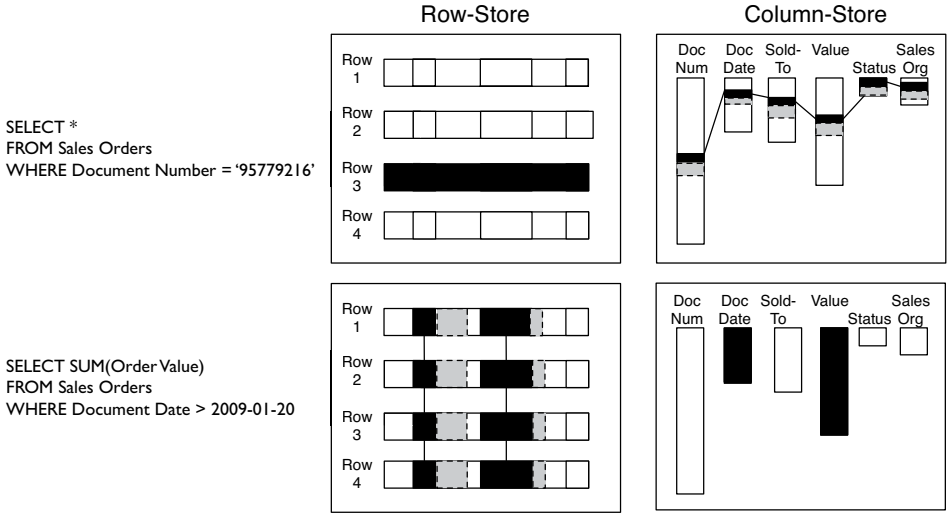 Row-Store
Column-Store
SELECT *
FROM Sales Orders
WHERE Document Number = ‘95779216’
Row
1
Row
2
Row
3
Row
4
Doc
Num
Doc
Date
Sold-
To
Value
Status
Sales
Org
SELECT SUM(Order Value)
FROM Sales Orders
WHERE Document Date > 2009-01-20
Row
1
Row
2
Row
3
Row
4
Doc
Num
Doc
Date
Sold-
To
Value
Status
Sales
Org